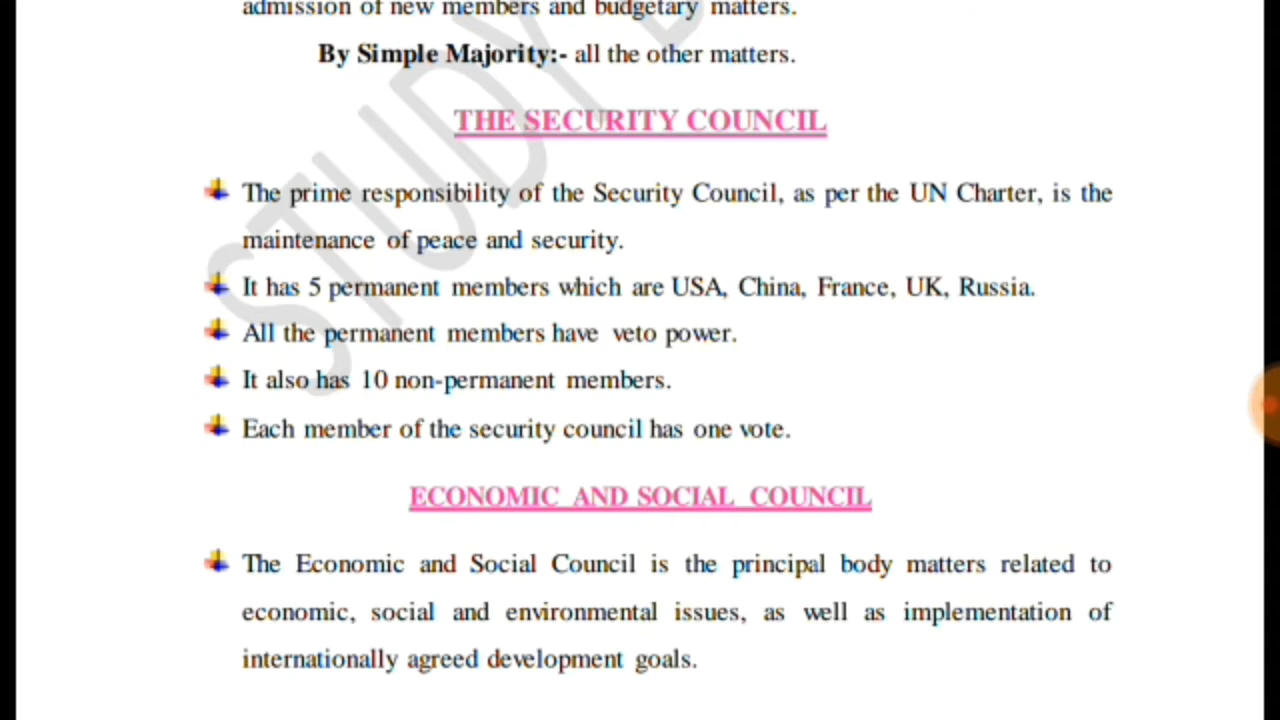 admission of new members and budgetary matters.
By Simple Majority:- all the other matters.
THE SECURITY COUNCIL
The prime responsibility of the Security Council, as per the UN Charter, is the
maintenance of peace and security.
It has 5 permanent members which are USA, China, France, UK, Russia.
All the permanent members have veto power.
It also has 10 non-permanent members.
Each member of the security council has one vote.
ECONOMIC AND SOCIAL COUNCIL
The Economic and Social Council is the principal body matters related to
economic, social and environmental issues, as well as implementation of
internationally agreed development goals.
STUDY